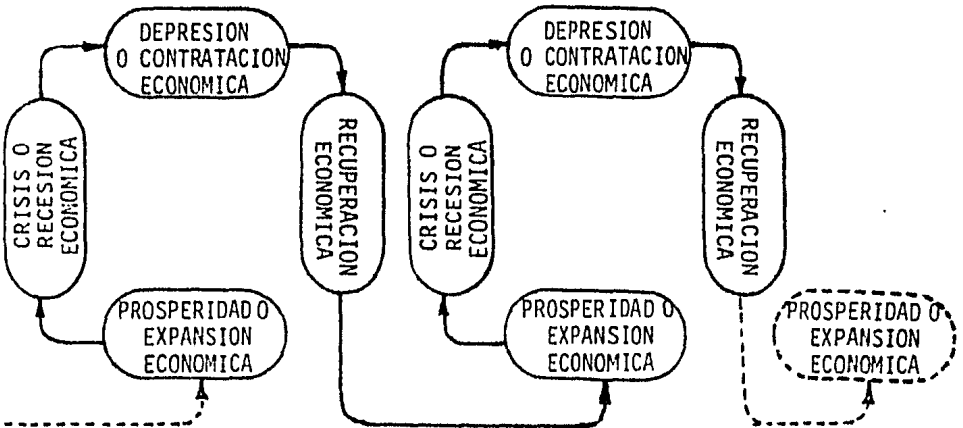 DEPRESION
O CONTRATACION
ECONOMICA
CRISIS O
RECESION
ECONOMICA
RECUPERACION
ECONOMICA
PROSPERIDAD O
EXPANSION
ECONOMICA
DEPRESION
O CONTRATACION
ECONOMICA
CRISIS O
RECESION
ECONOMICA
RECUPERACION
ECONOMICA
PROSPERIDAD O
EXPANSION
ECONOMICA
PROSPERIDAD O
EXPANSION
ECONOMICA